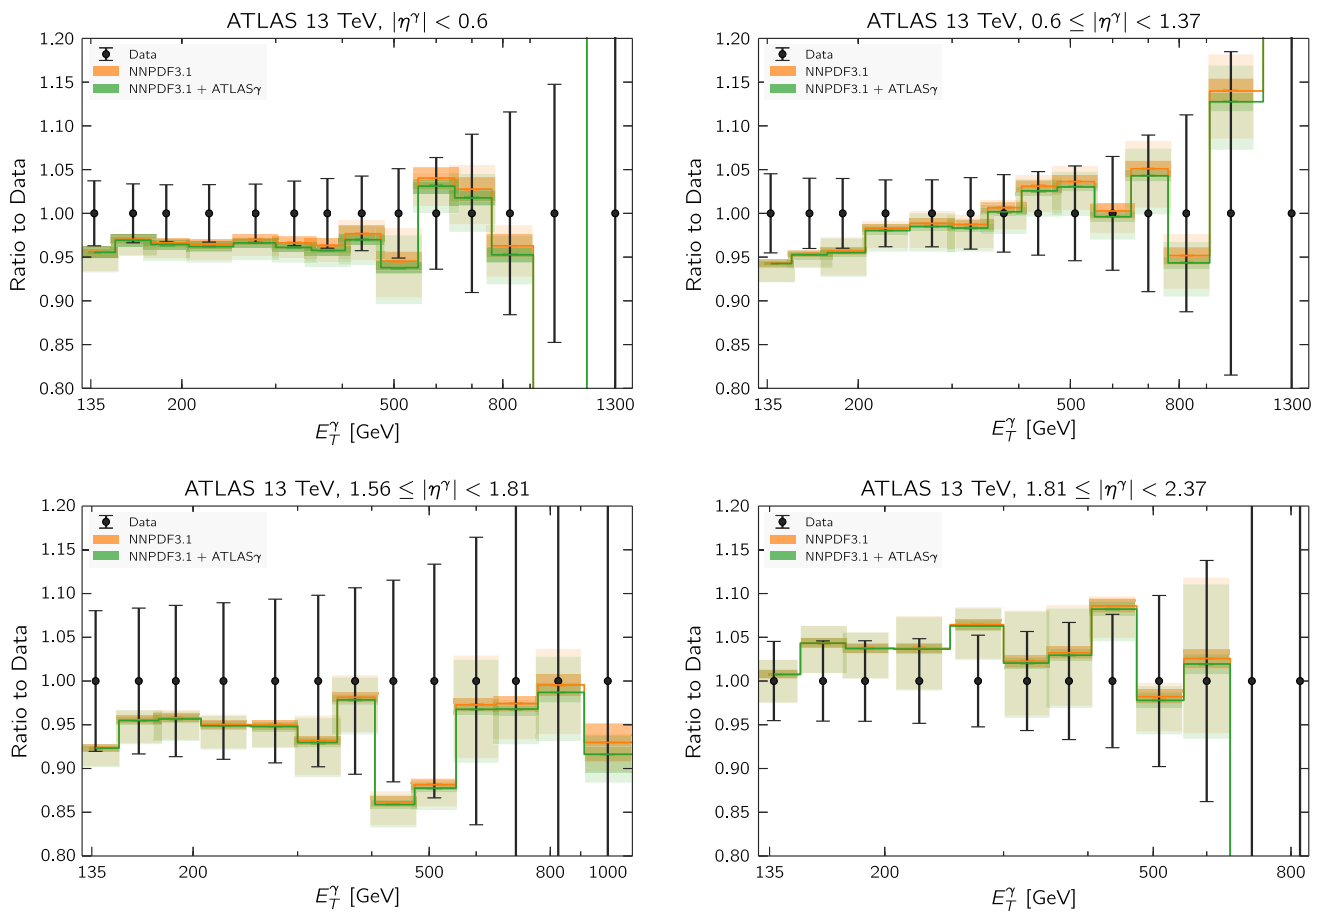 ATLAS 13 TeV, |η^γ| < 0.6
Data
NNPDF3.1
NNPDF3.1 + ATLASγ
1.20
1.15
1.10
1.05
1.00
0.95
0.90
0.85
0.80
Ratio to Data
135 200 500 800 1300
E_T^γ [GeV]
ATLAS 13 TeV, 0.6 ≤ |η^γ| < 1.37
Data
NNPDF3.1
NNPDF3.1 + ATLASγ
1.20
1.15
1.10
1.05
1.00
0.95
0.90
0.85
0.80
Ratio to Data
135 200 500 800 1300
E_T^γ [GeV]
ATLAS 13 TeV, 1.56 ≤ |η^γ| < 1.81
Data
NNPDF3.1
NNPDF3.1 + ATLASγ
1.20
1.15
1.10
1.05
1.00
0.95
0.90
0.85
0.80
Ratio to Data
135 200 500 800 1000
E_T^γ [GeV]
ATLAS 13 TeV, 1.81 ≤ |η^γ| < 2.37
Data
NNPDF3.1
NNPDF3.1 + ATLASγ
1.20
1.15
1.10
1.05
1.00
0.95
0.90
0.85
0.80
Ratio to Data
135 200 500 800
E_T^γ [GeV]